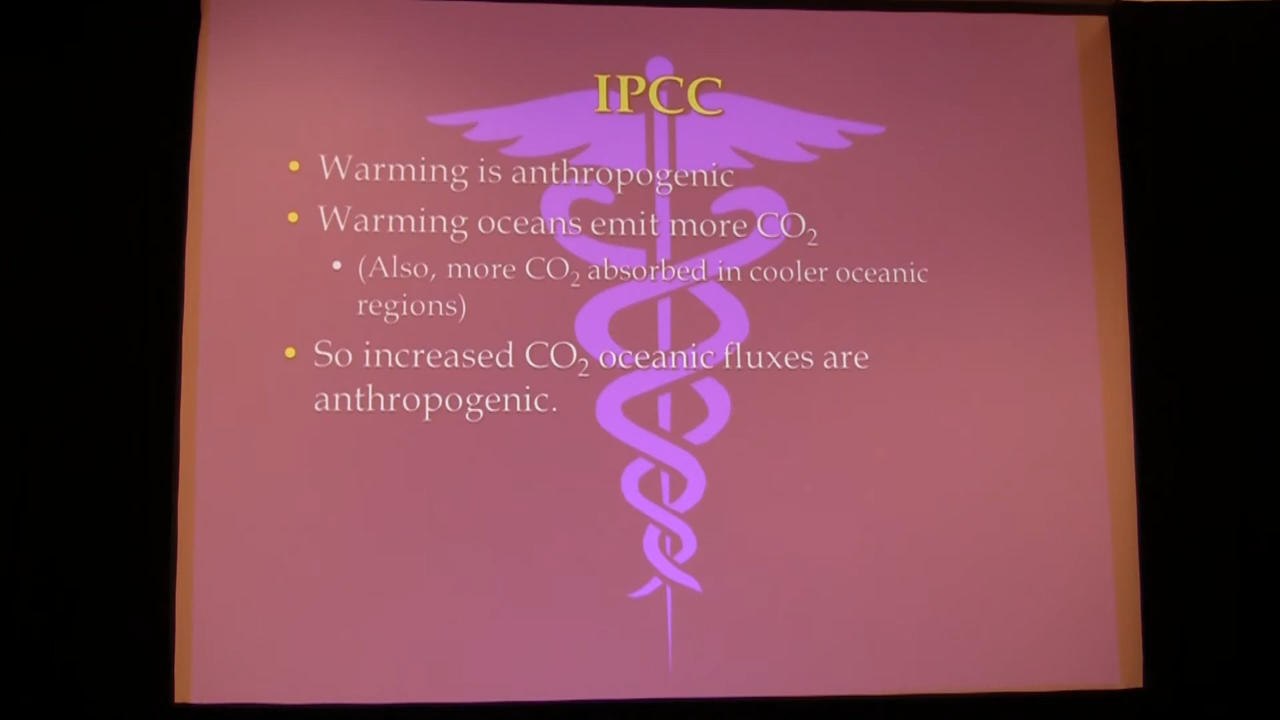 IPCC
• Warming is anthropogenic
• Warming oceans emit more CO₂
• (Also, more CO₂ absorbed in cooler oceanic
regions)
• So increased CO₂ oceanic fluxes are
anthropogenic.